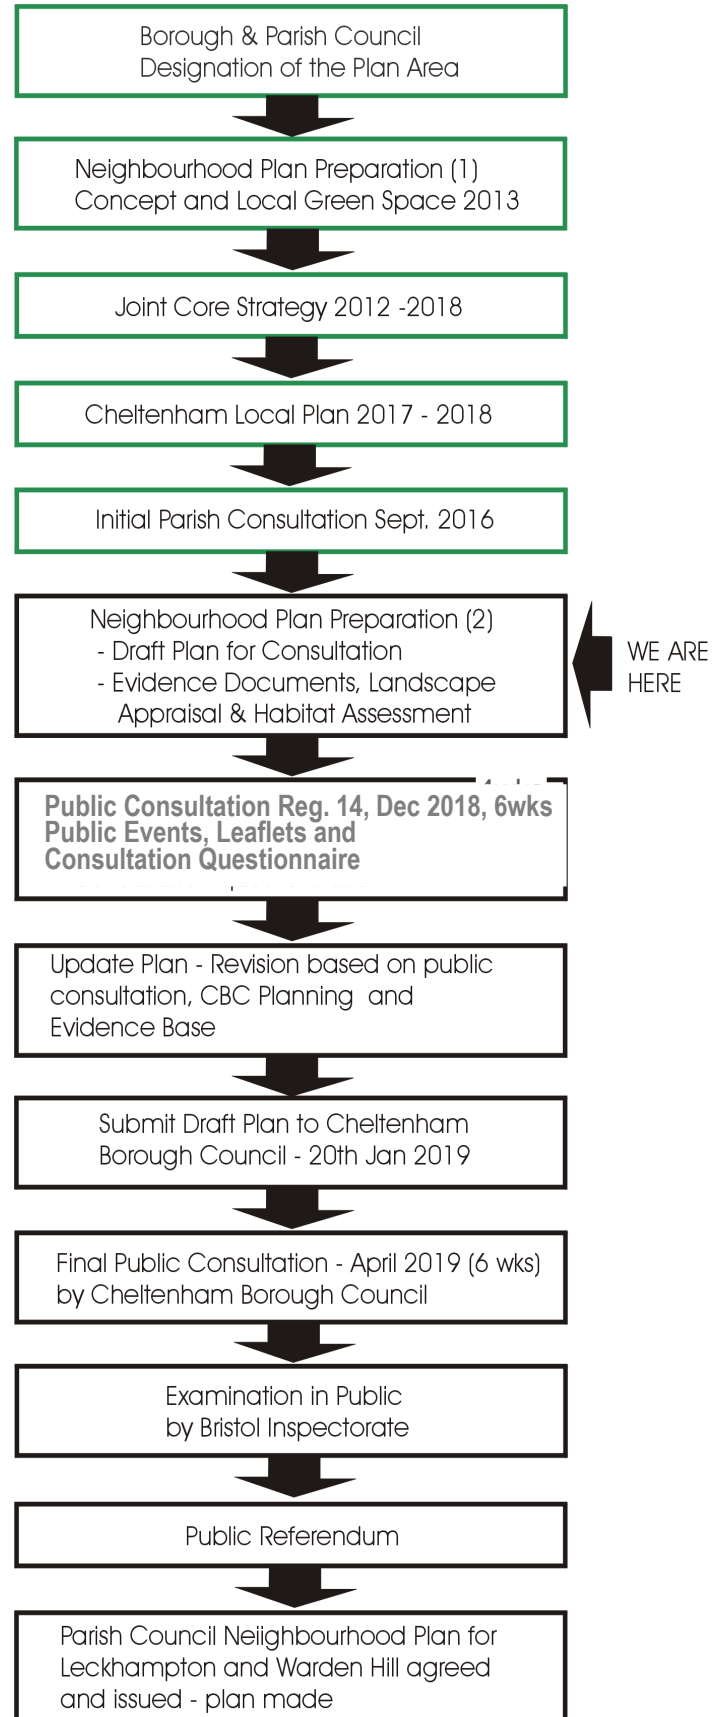 Borough & Parish Council
Designation of the Plan Area
Neighbourhood Plan Preparation (1)
Concept and Local Green Space 2013
Joint Core Strategy 2012 -2018
Cheltenham Local Plan 2017 - 2018
Initial Parish Consultation Sept. 2016
Neighbourhood Plan Preparation (2)
- Draft Plan for Consultation
- Evidence Documents, Landscape
Appraisal & Habitat Assessment
WE ARE
HERE
Public Consultation Reg. 14, Dec 2018, 6wks
Public Events, Leaflets and
Consultation Questionnaire
Update Plan - Revision based on public
consultation, CBC Planning and
Evidence Base
Submit Draft Plan to Cheltenham
Borough Council - 20th Jan 2019
Final Public Consultation - April 2019 (6 wks)
by Cheltenham Borough Council
Examination in Public
by Bristol Inspectorate
Public Referendum
Parish Council Neiighbourhood Plan for
Leckhampton and Warden Hill agreed
and issued - plan made